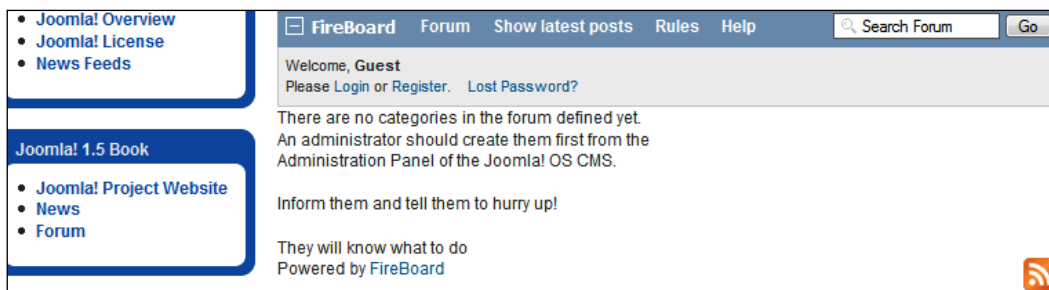 Joomla! Overview
Joomla! License
News Feeds
Joomla! 1.5 Book
Joomla! Project Website
News
Forum
FireBoard Forum Show latest posts Rules Help Search Forum Go
Welcome, Guest
Please Login or Register. Lost Password?
There are no categories in the forum defined yet.
An administrator should create them first from the
Administration Panel of the Joomla! OS CMS.
Inform them and tell them to hurry up!
They will know what to do
Powered by FireBoard